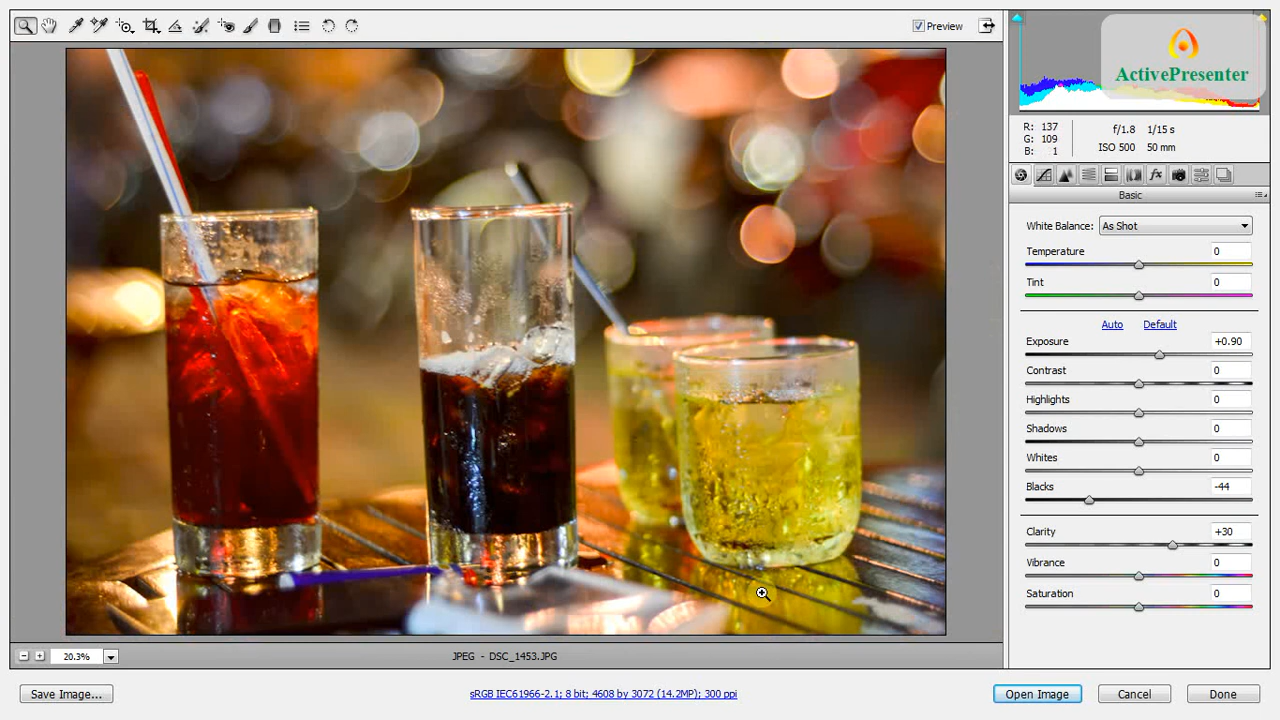 Preview
ActivePresenter
R: 137
G: 109
B: 1
f/1.8 1/15 s
ISO 500 50 mm
fx
Basic
White Balance: As Shot
Temperature 0
Tint 0
Auto Default
Exposure +0.90
Contrast 0
Highlights 0
Shadows 0
Whites 0
Blacks -44
Clarity +30
Vibrance 0
Saturation 0
20.3%
JPEG - DSC_1453.JPG
Save Image...
sRGB IEC61966-2.1; 8 bit; 4608 by 3072 (14.2MP); 300 ppi
Open Image
Cancel
Done